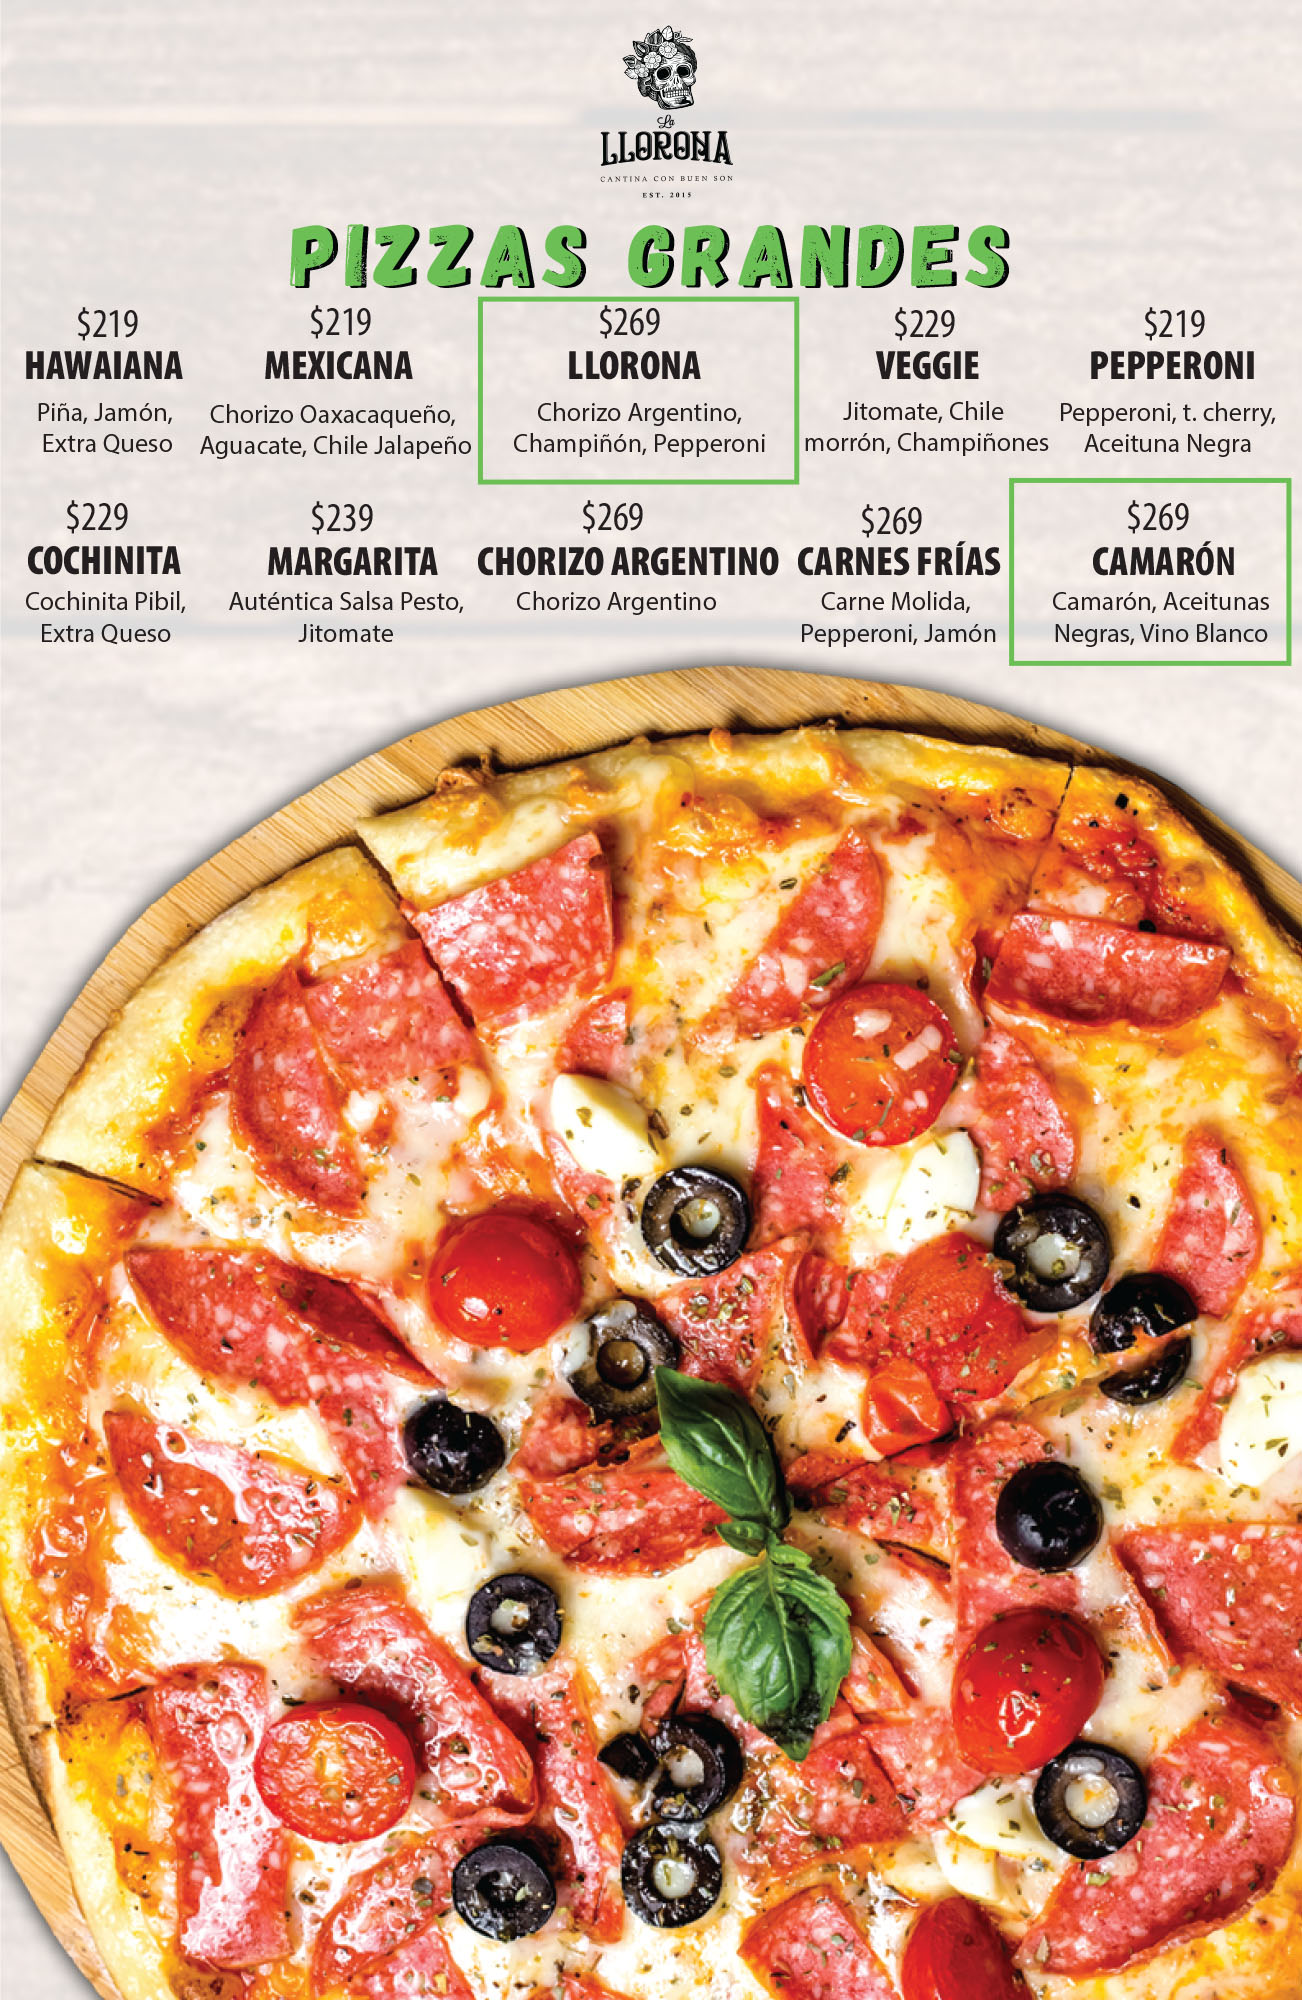 La
LLORONA
CANTINA CON BUEN SON
EST. 2015
PIZZAS GRANDES
$219
HAWAIANA
Piña, Jamón,
Extra Queso
$219
MEXICANA
Chorizo Oaxacaqueño,
Aguacate, Chile Jalapeño
$269
LLORONA
Chorizo Argentino,
Champiñón, Pepperoni
$229
VEGGIE
Jitomate, Chile
morrón, Champiñones
$219
PEPPERONI
Pepperoni, t. cherry,
Aceituna Negra
$229
COCHINITA
Cochinita Pibil,
Extra Queso
$239
MARGARITA
Auténtica Salsa Pesto,
Jitomate
$269
CHORIZO ARGENTINO
Chorizo Argentino
$269
CARNES FRÍAS
Carne Molida,
Pepperoni, Jamón
$269
CAMARÓN
Camarón, Aceitunas
Negras, Vino Blanco